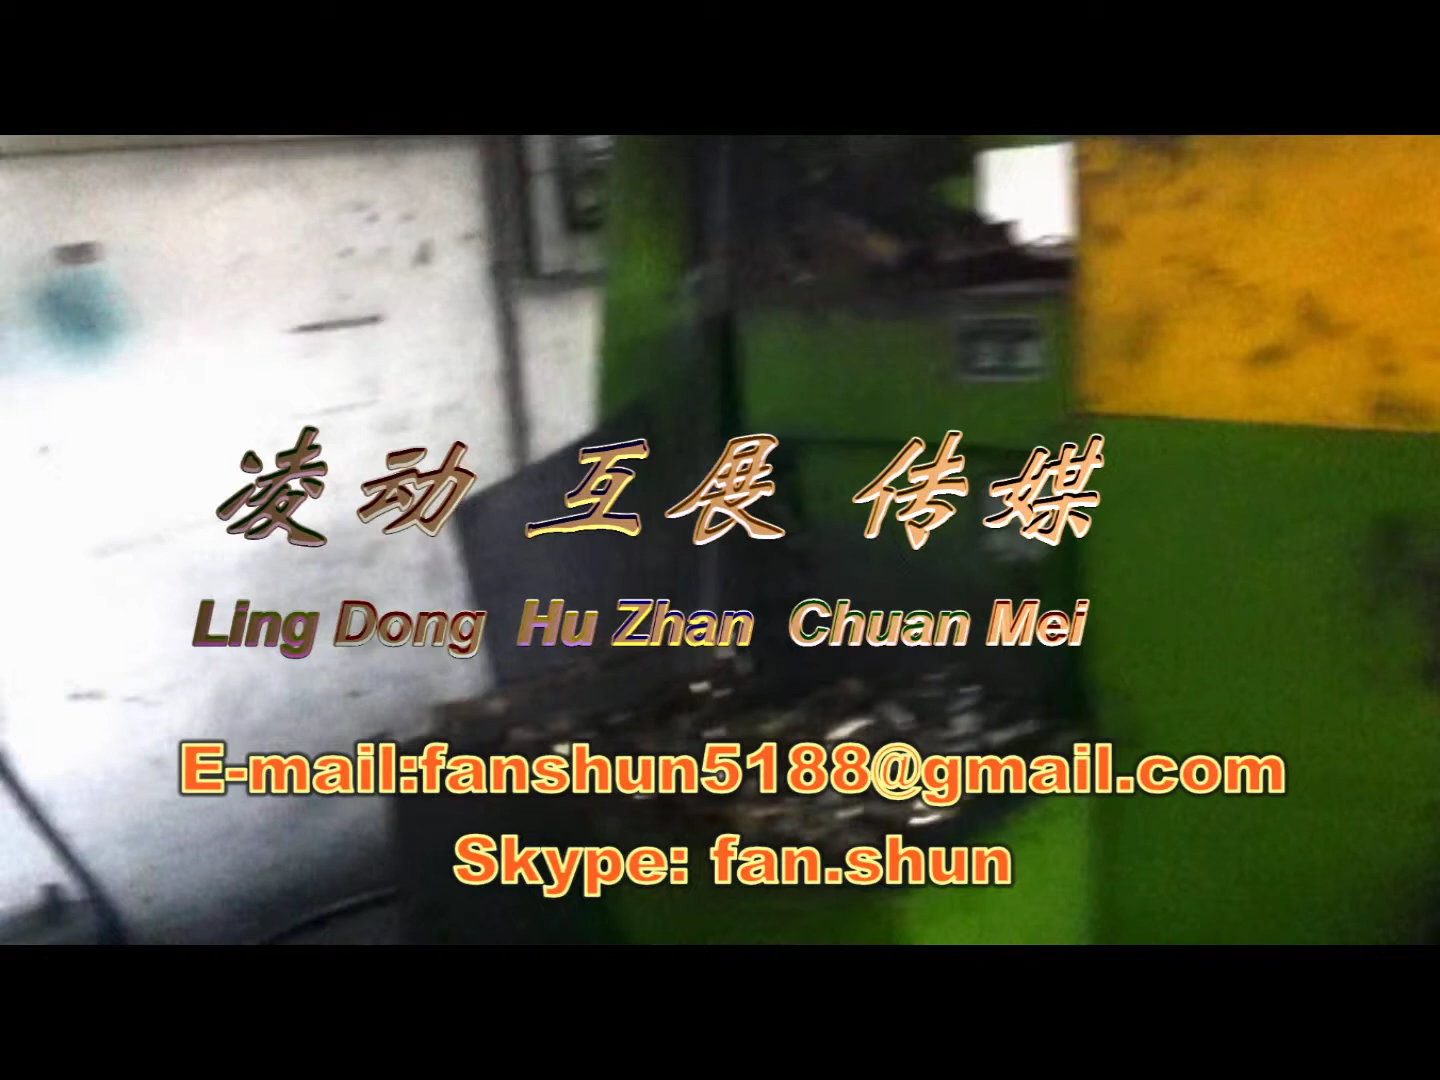 凌动 互展 传媒
Ling Dong Hu Zhan Chuan Mei
E-mail:fanshun5188@gmail.com
Skype: fan.shun